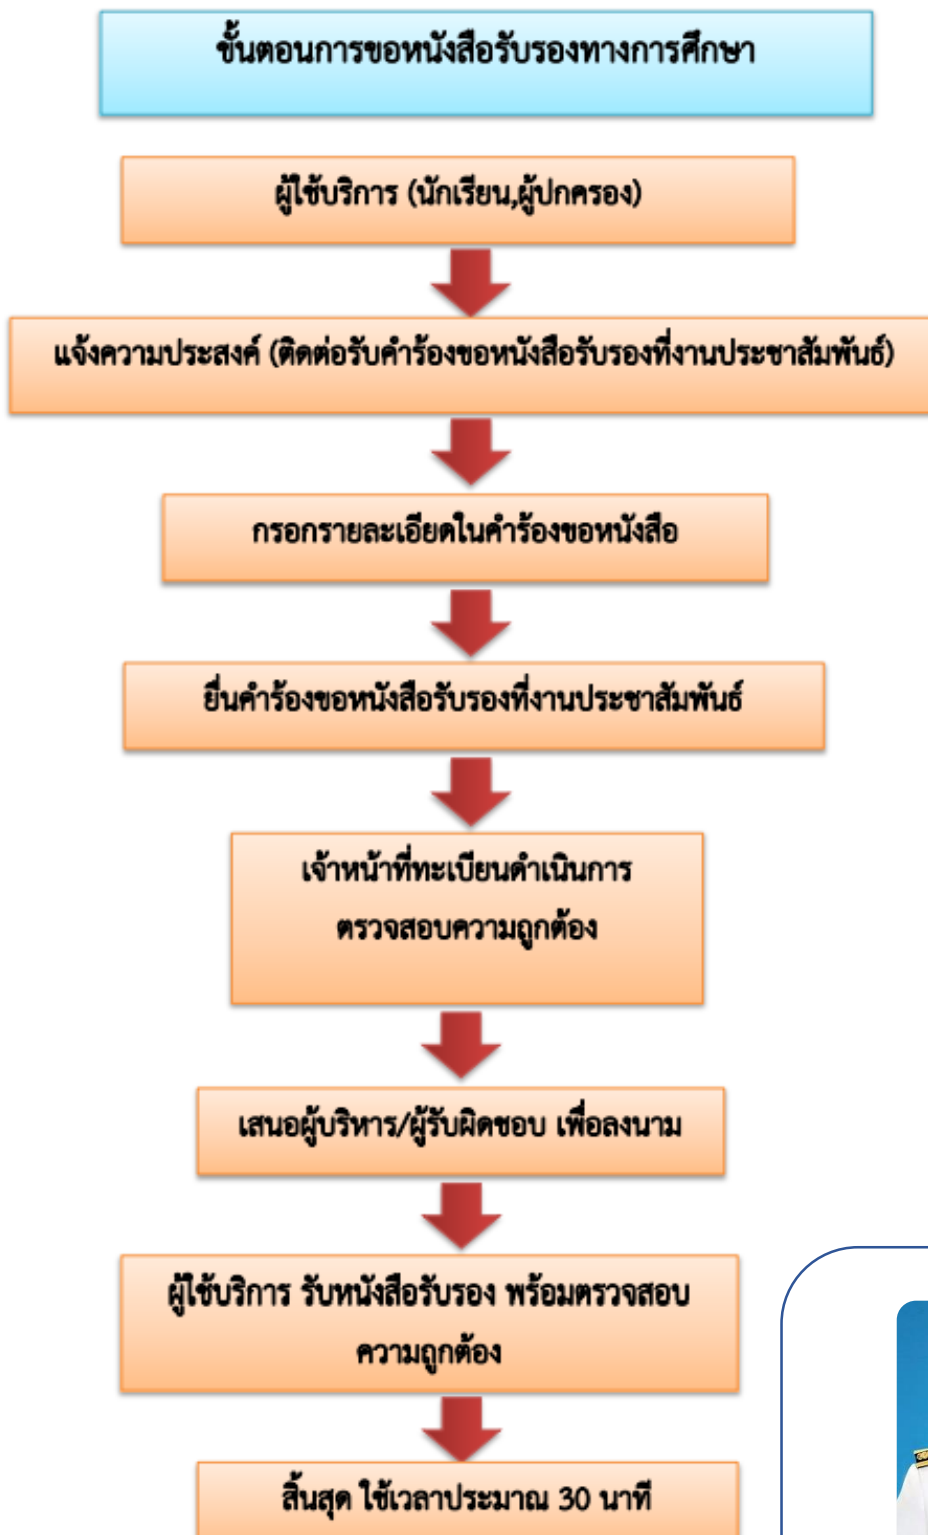 ขั้นตอนการขอหนังสือรับรองทางการศึกษา
ผู้ใช้บริการ (นักเรียน,ผู้ปกครอง)
แจ้งความประสงค์ (ติดต่อรับคำร้องขอหนังสือรับรองที่งานประชาสัมพันธ์)
กรอกรายละเอียดในคำร้องขอหนังสือ
ยื่นคำร้องขอหนังสือรับรองที่งานประชาสัมพันธ์
เจ้าหน้าที่ทะเบียนดำเนินการ
ตรวจสอบความถูกต้อง
เสนอผู้บริหาร/ผู้รับผิดชอบ เพื่อลงนาม
ผู้ใช้บริการ รับหนังสือรับรอง พร้อมตรวจสอบ
ความถูกต้อง
สิ้นสุด ใช้เวลาประมาณ 30 นาที